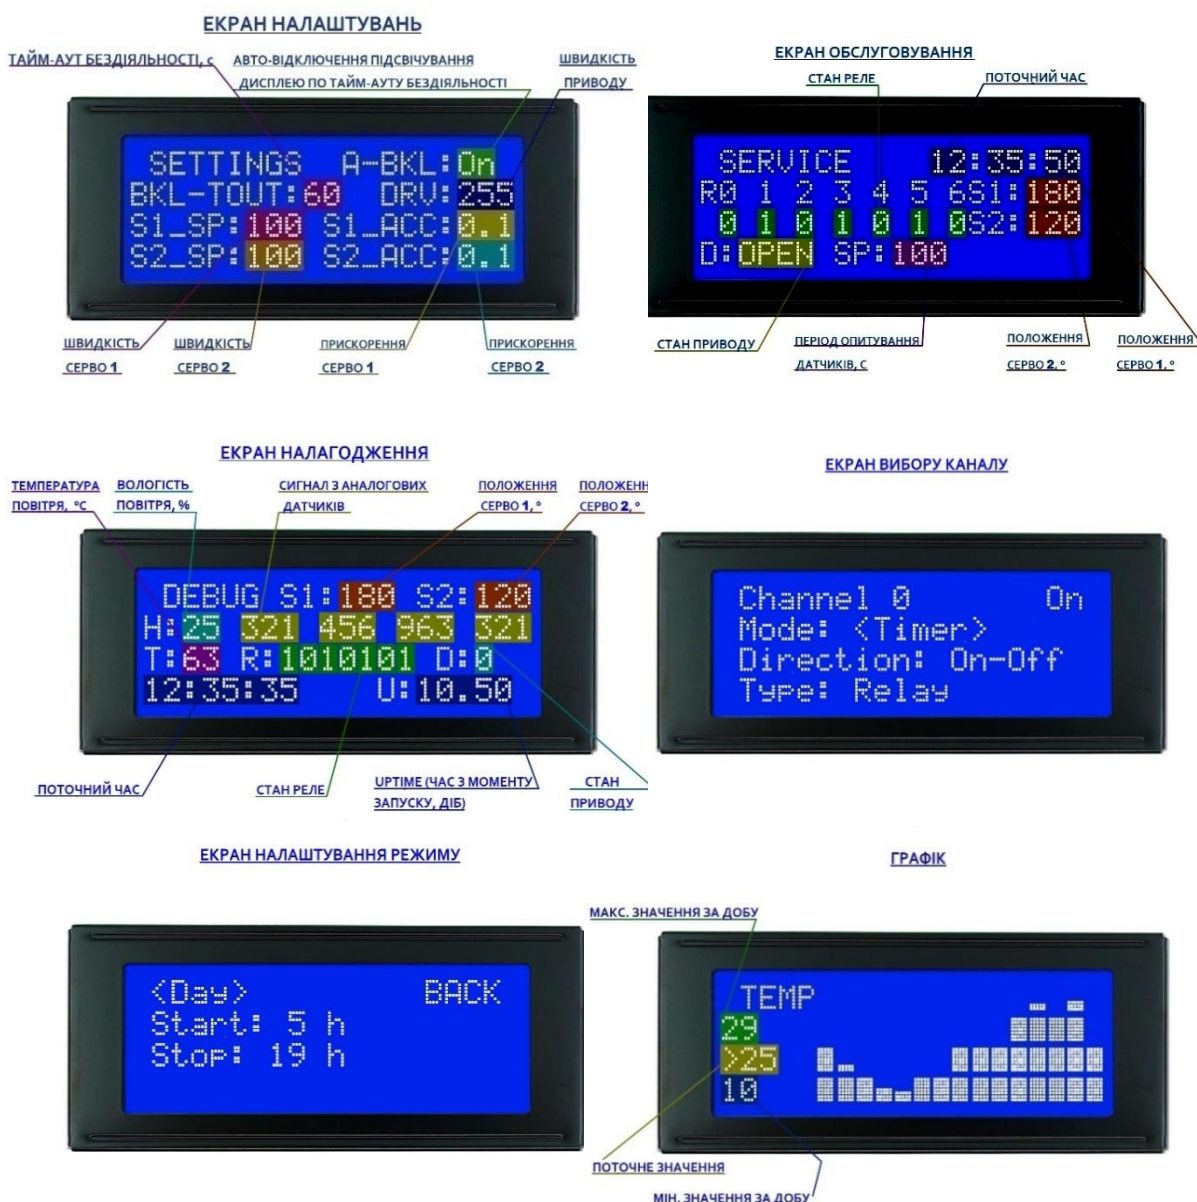 ЕКРАН НАЛАШТУВАНЬ
ТАЙМ-АУТ БЕЗДІЯЛЬНОСТІ, с
АВТО-ВІДКЛЮЧЕННЯ ПІДСВІЧУВАННЯ
ДИСПЛЕЮ ПО ТАЙМ-АУТУ БЕЗДІЯЛЬНОСТІ
ШВИДКІСТЬ
ПРИВОДУ
SETTINGS A-BKL:On
BKL-TOUT:60 DRV:255
S1_SP:100 S1_ACC:0.1
S2_SP:100 S2_ACC:0.1
ШВИДКІСТЬ
СЕРВО 1
ШВИДКІСТЬ
СЕРВО 2
ПРИСКОРЕННЯ
СЕРВО 1
ПРИСКОРЕННЯ
СЕРВО 2
ЕКРАН ОБСЛУГОВУВАННЯ
СТАН РЕЛЕ
ПОТОЧНИЙ ЧАС
SERVICE 12:35:50
R0 1 2 3 4 5 6S1:180
0 1 0 1 0 1 0S2:120
D:OPEN SP:100
СТАН ПРИВОДУ
ПЕРІОД ОПИТУВАННЯ
ДАТЧИКІВ, С
ПОЛОЖЕННЯ
СЕРВО 2, °
ПОЛОЖЕННЯ
СЕРВО 1, °
ЕКРАН НАЛАГОДЖЕННЯ
ТЕМПЕРАТУРА
ПОВІТРЯ, °С
ВОЛОГІСТЬ
ПОВІТРЯ, %
СИГНАЛ З АНАЛОГОВИХ
ДАТЧИКІВ
ПОЛОЖЕННЯ
СЕРВО 1, °
ПОЛОЖЕНН
СЕРВО 2, °
DEBUG S1:180 S2:120
H:25 321 456 963 321
T:63 R:1010101 D:0
12:35:35 U:10.50
ПОТОЧНИЙ ЧАС
СТАН РЕЛЕ
UPTIME (ЧАС З МОМЕНТУ
ЗАПУСКУ, ДІБ)
СТАН
ПРИВОДУ
ЕКРАН ВИБОРУ КАНАЛУ
Channel 0 On
Mode: <Timer>
Direction: On-Off
Type: Relay
ЕКРАН НАЛАШТУВАННЯ РЕЖИМУ
<Day> BACK
Start: 5 h
Stop: 19 h
ГРАФІК
МАКС. ЗНАЧЕННЯ ЗА ДОБУ
TEMP
29
>25
10
ПОТОЧНЕ ЗНАЧЕННЯ
МІН. ЗНАЧЕННЯ ЗА ДОБУ